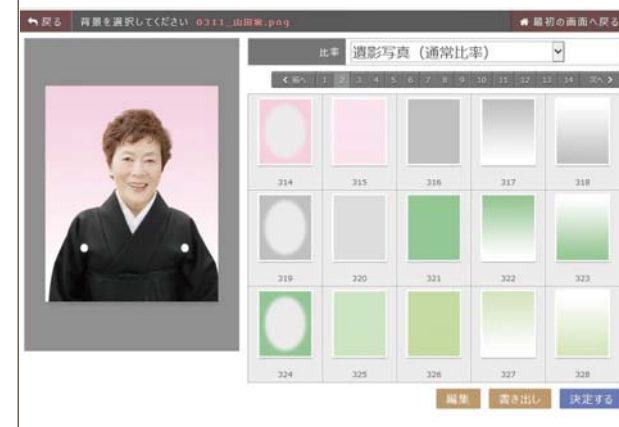 戻る 背景を選択してください 0311_山田家.png 最初の画面へ戻る
比率 遺影写真(通常比率)
前へ 1 2 3 4 5 6 7 8 9 10 11 12 13 14 次へ
314 315 316 317 318
319 320 321 322 323
324 325 326 327 328
編集 書き出し 決定する